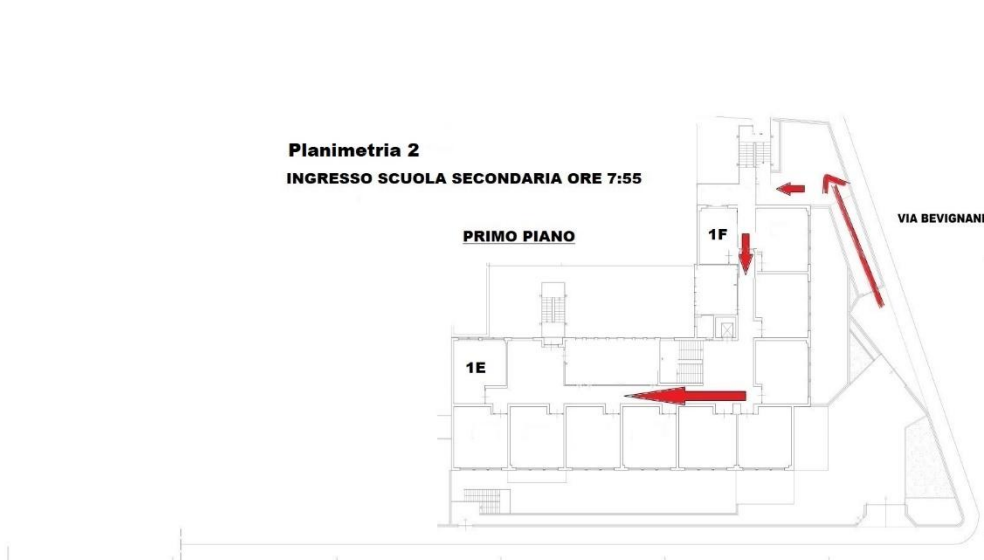 Planimetria 2
INGRESSO SCUOLA SECONDARIA ORE 7:55
VIA BEVIGNANI
PRIMO PIANO
1F
1E